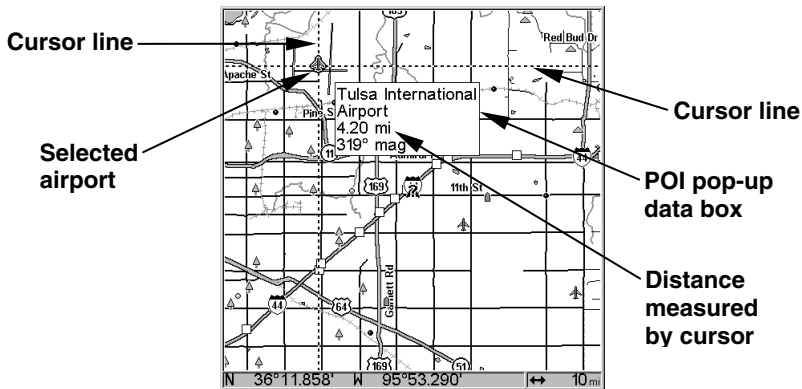 169
Cursor line
Red Bud Dr
Apache St
Tulsa International
Airport
4.20 mi
319° mag
Pine S
Cursor line
Selected
airport
11
Admiral
44
169
11th St
POI pop-up
data box
Garnett Rd
Distance
measured
by cursor
44
64
169
51
N 36°11.858' W 95°53.290' ↔ 10 mi